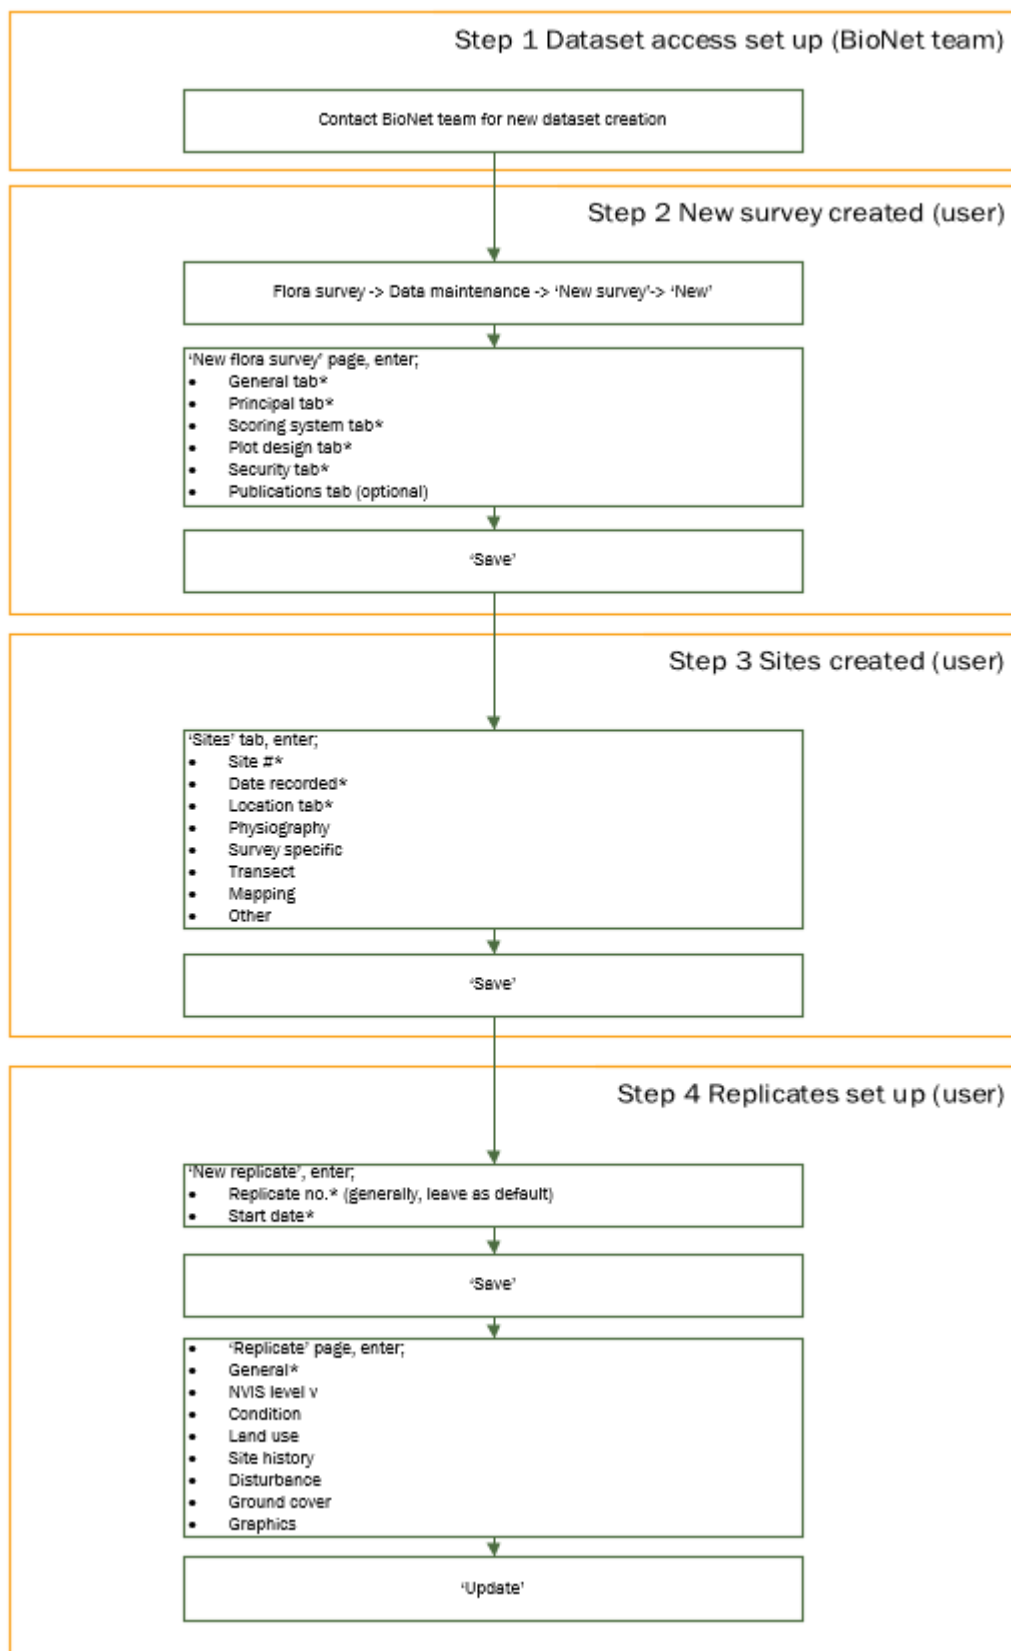 Step 1 Dataset access set up (BioNet team)
Contact BioNet team for new dataset creation
Step 2 New survey created (user)
Flora survey -> Data maintenance -> ‘New survey’-> ‘New’
‘New flora survey’ page, enter;
• General tab*
• Principal tab*
• Scoring system tab*
• Plot design tab*
• Security tab*
• Publications tab (optional)
‘Save’
Step 3 Sites created (user)
‘Sites’ tab, enter;
• Site #*
• Date recorded*
• Location tab*
• Physiography
• Survey specific
• Transect
• Mapping
• Other
‘Save’
Step 4 Replicates set up (user)
‘New replicate’, enter;
• Replicate no.* (generally, leave as default)
• Start date*
‘Save’
• ‘Replicate’ page, enter;
• General*
• NVIS level v
• Condition
• Land use
• Site history
• Disturbance
• Ground cover
• Graphics
‘Update’